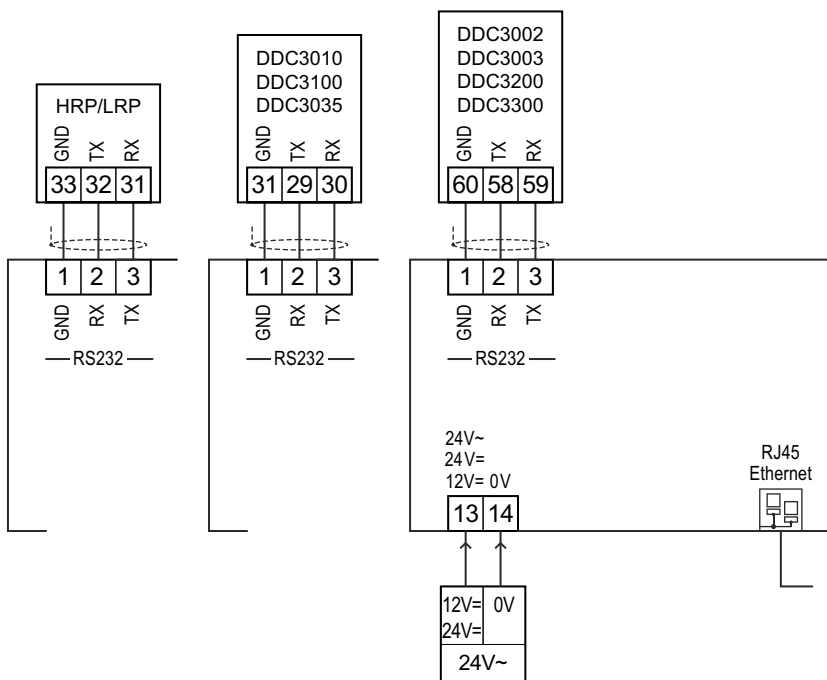 HRP/LRP
GND TX RX
33 32 31
1 2 3
GND RX TX
RS232
DDC3010
DDC3100
DDC3035
GND TX RX
31 29 30
1 2 3
GND RX TX
RS232
DDC3002
DDC3003
DDC3200
DDC3300
GND TX RX
60 58 59
1 2 3
GND RX TX
RS232
24V~
24V=
12V= 0V
13 14
12V= 0V
24V=
24V~
RJ45
Ethernet